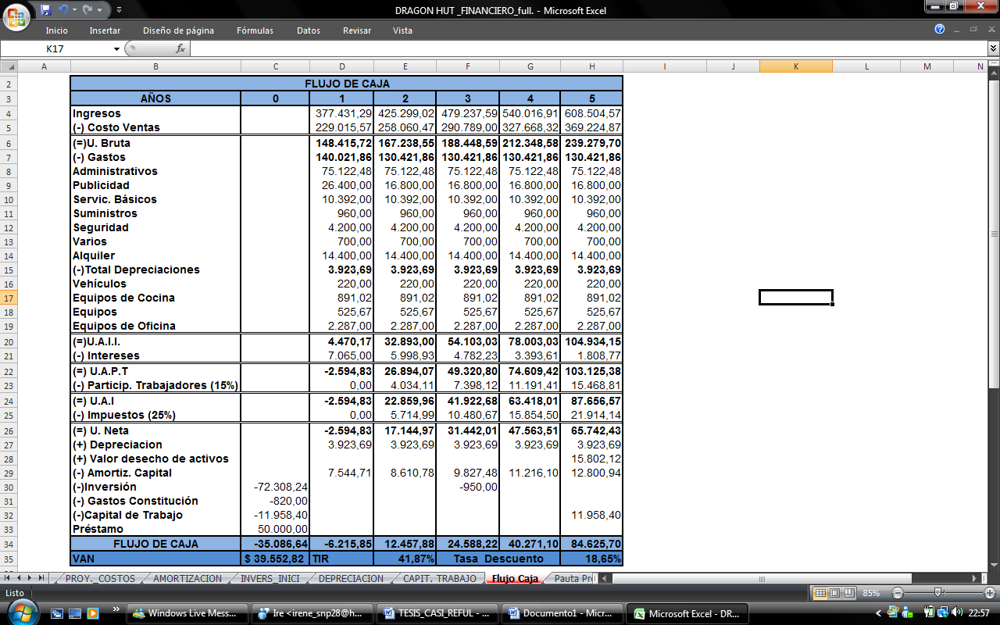 DRAGON HUT _FINANCIERO_full. - Microsoft Excel
Inicio Insertar Diseño de página Fórmulas Datos Revisar Vista
K17 fx
A B C D E F G H I J K L M N
2 FLUJO DE CAJA
3 AÑOS 0 1 2 3 4 5
4 Ingresos 377.431,29 425.299,02 479.237,59 540.016,91 608.504,57
5 (-) Costo Ventas 229.015,57 258.060,47 290.789,00 327.668,32 369.224,87
6 (=)U. Bruta 148.415,72 167.238,55 188.448,59 212.348,58 239.279,70
7 (-) Gastos 140.021,86 130.421,86 130.421,86 130.421,86 130.421,86
8 Administrativos 75.122,48 75.122,48 75.122,48 75.122,48 75.122,48
9 Publicidad 26.400,00 16.800,00 16.800,00 16.800,00 16.800,00
10 Servic. Básicos 10.392,00 10.392,00 10.392,00 10.392,00 10.392,00
11 Suministros 960,00 960,00 960,00 960,00 960,00
12 Seguridad 4.200,00 4.200,00 4.200,00 4.200,00 4.200,00
13 Varios 700,00 700,00 700,00 700,00 700,00
14 Alquiler 14.400,00 14.400,00 14.400,00 14.400,00 14.400,00
15 (-)Total Depreciaciones 3.923,69 3.923,69 3.923,69 3.923,69 3.923,69
16 Vehículos 220,00 220,00 220,00 220,00 220,00
17 Equipos de Cocina 891,02 891,02 891,02 891,02 891,02
18 Equipos 525,67 525,67 525,67 525,67 525,67
19 Equipos de Oficina 2.287,00 2.287,00 2.287,00 2.287,00 2.287,00
20 (=)U.A.I.I. 4.470,17 32.893,00 54.103,03 78.003,03 104.934,15
21 (-) Intereses 7.065,00 5.998,93 4.782,23 3.393,61 1.808,77
22 (=) U.A.P.T -2.594,83 26.894,07 49.320,80 74.609,42 103.125,38
23 (-) Particip. Trabajadores (15%) 0,00 4.034,11 7.398,12 11.191,41 15.468,81
24 (=) U.A.I -2.594,83 22.859,96 41.922,68 63.418,01 87.656,57
25 (-) Impuestos (25%) 0,00 5.714,99 10.480,67 15.854,50 21.914,14
26 (=) U. Neta -2.594,83 17.144,97 31.442,01 47.563,51 65.742,43
27 (+) Depreciacion 3.923,69 3.923,69 3.923,69 3.923,69 3.923,69
28 (+) Valor desecho de activos 15.802,12
29 (-) Amortiz. Capital 7.544,71 8.610,78 9.827,48 11.216,10 12.800,94
30 (-)Inversión -72.308,24 -950,00
31 (-) Gastos Constitución -820,00
32 (-)Capital de Trabajo -11.958,40 11.958,40
33 Préstamo 50.000,00
34 FLUJO DE CAJA -35.086,64 -6.215,85 12.457,88 24.588,22 40.271,10 84.625,70
35 VAN $ 39.552,82 TIR 41,87% Tasa Descuento 18,65%
PROY._COSTOS AMORTIZACION INVERS_INICI DEPRECIACION CAPIT. TRABAJO Flujo Caja Pauta Pr
Listo 85%
Windows Live Mess... Ire <irene_snp28@h... TESIS_CASI_REFUL - ... Documento1 - Micr... Microsoft Excel - DR... 22:57